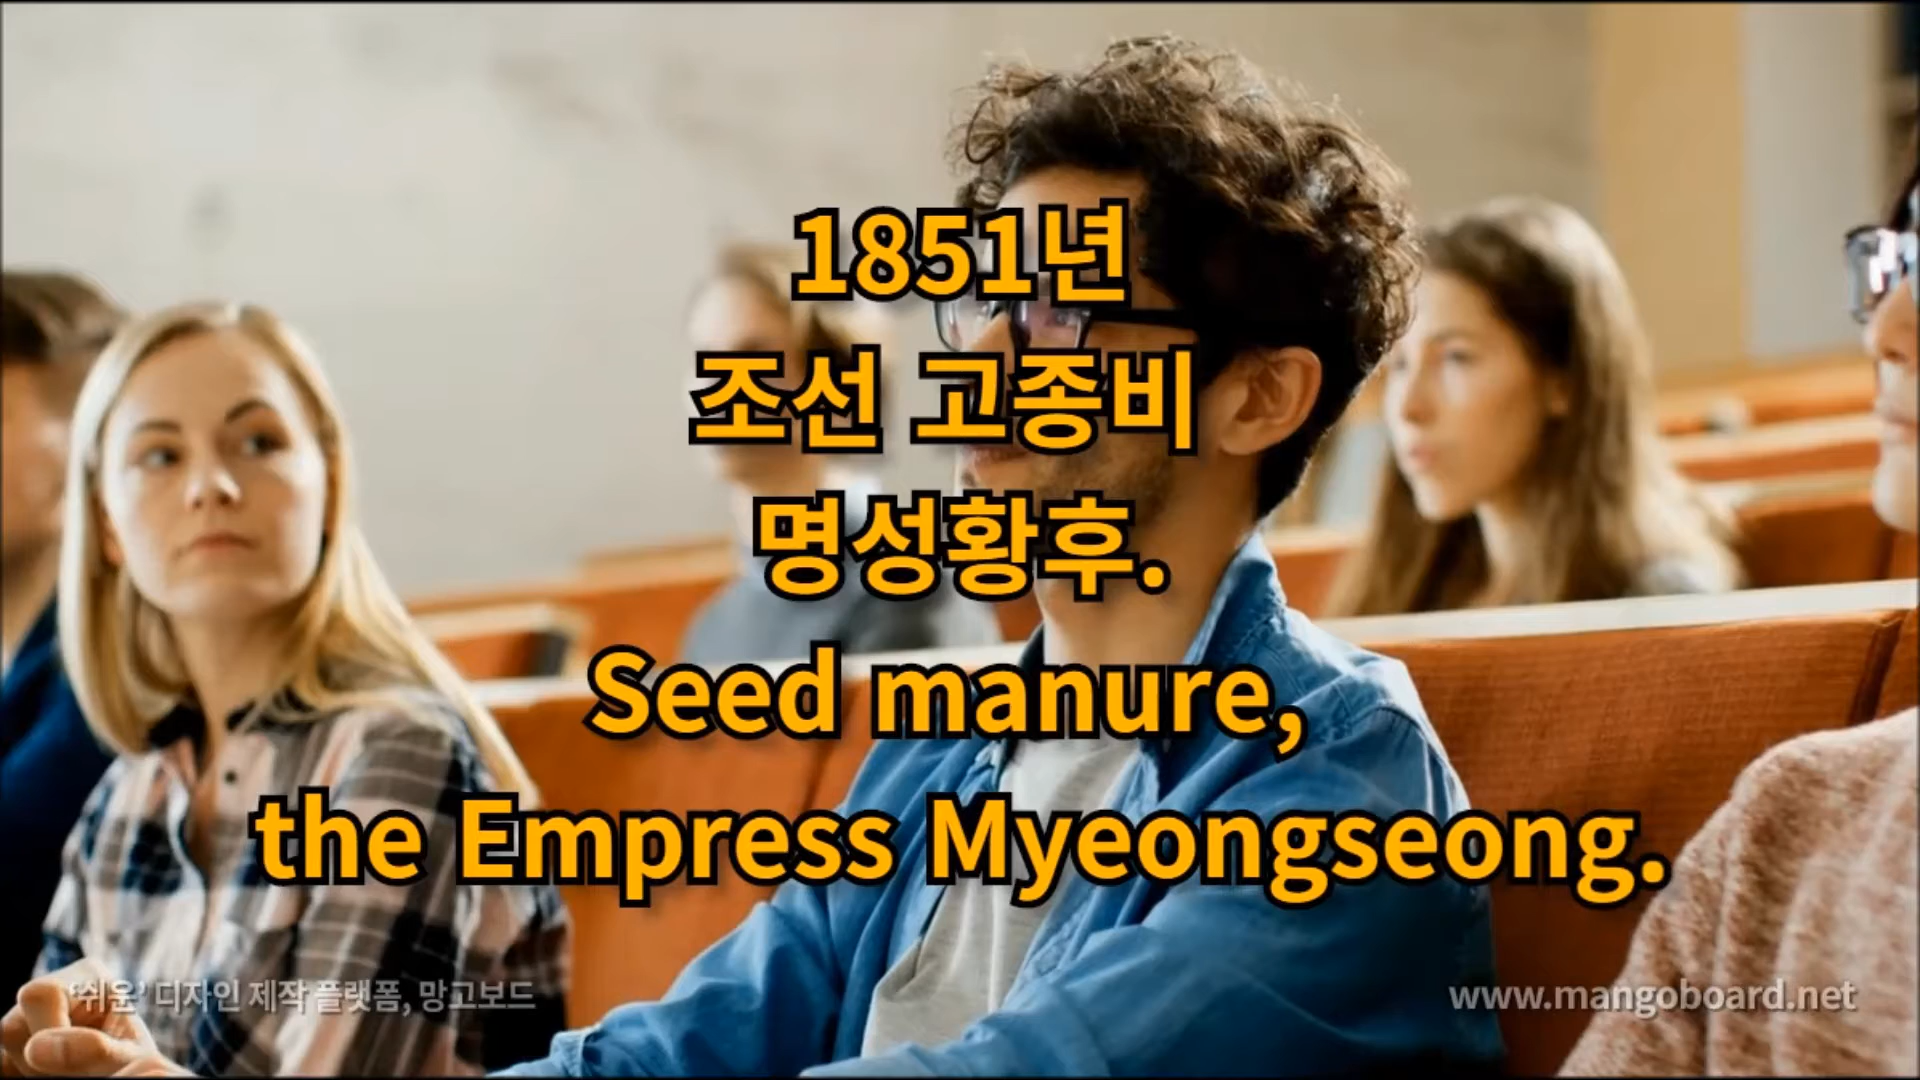 1851년
조선 고종비
명성황후.
Seed manure,
the Empress Myeongseong.
'쉬운' 디자인 제작 플랫폼, 망고보드
www.mangoboard.net